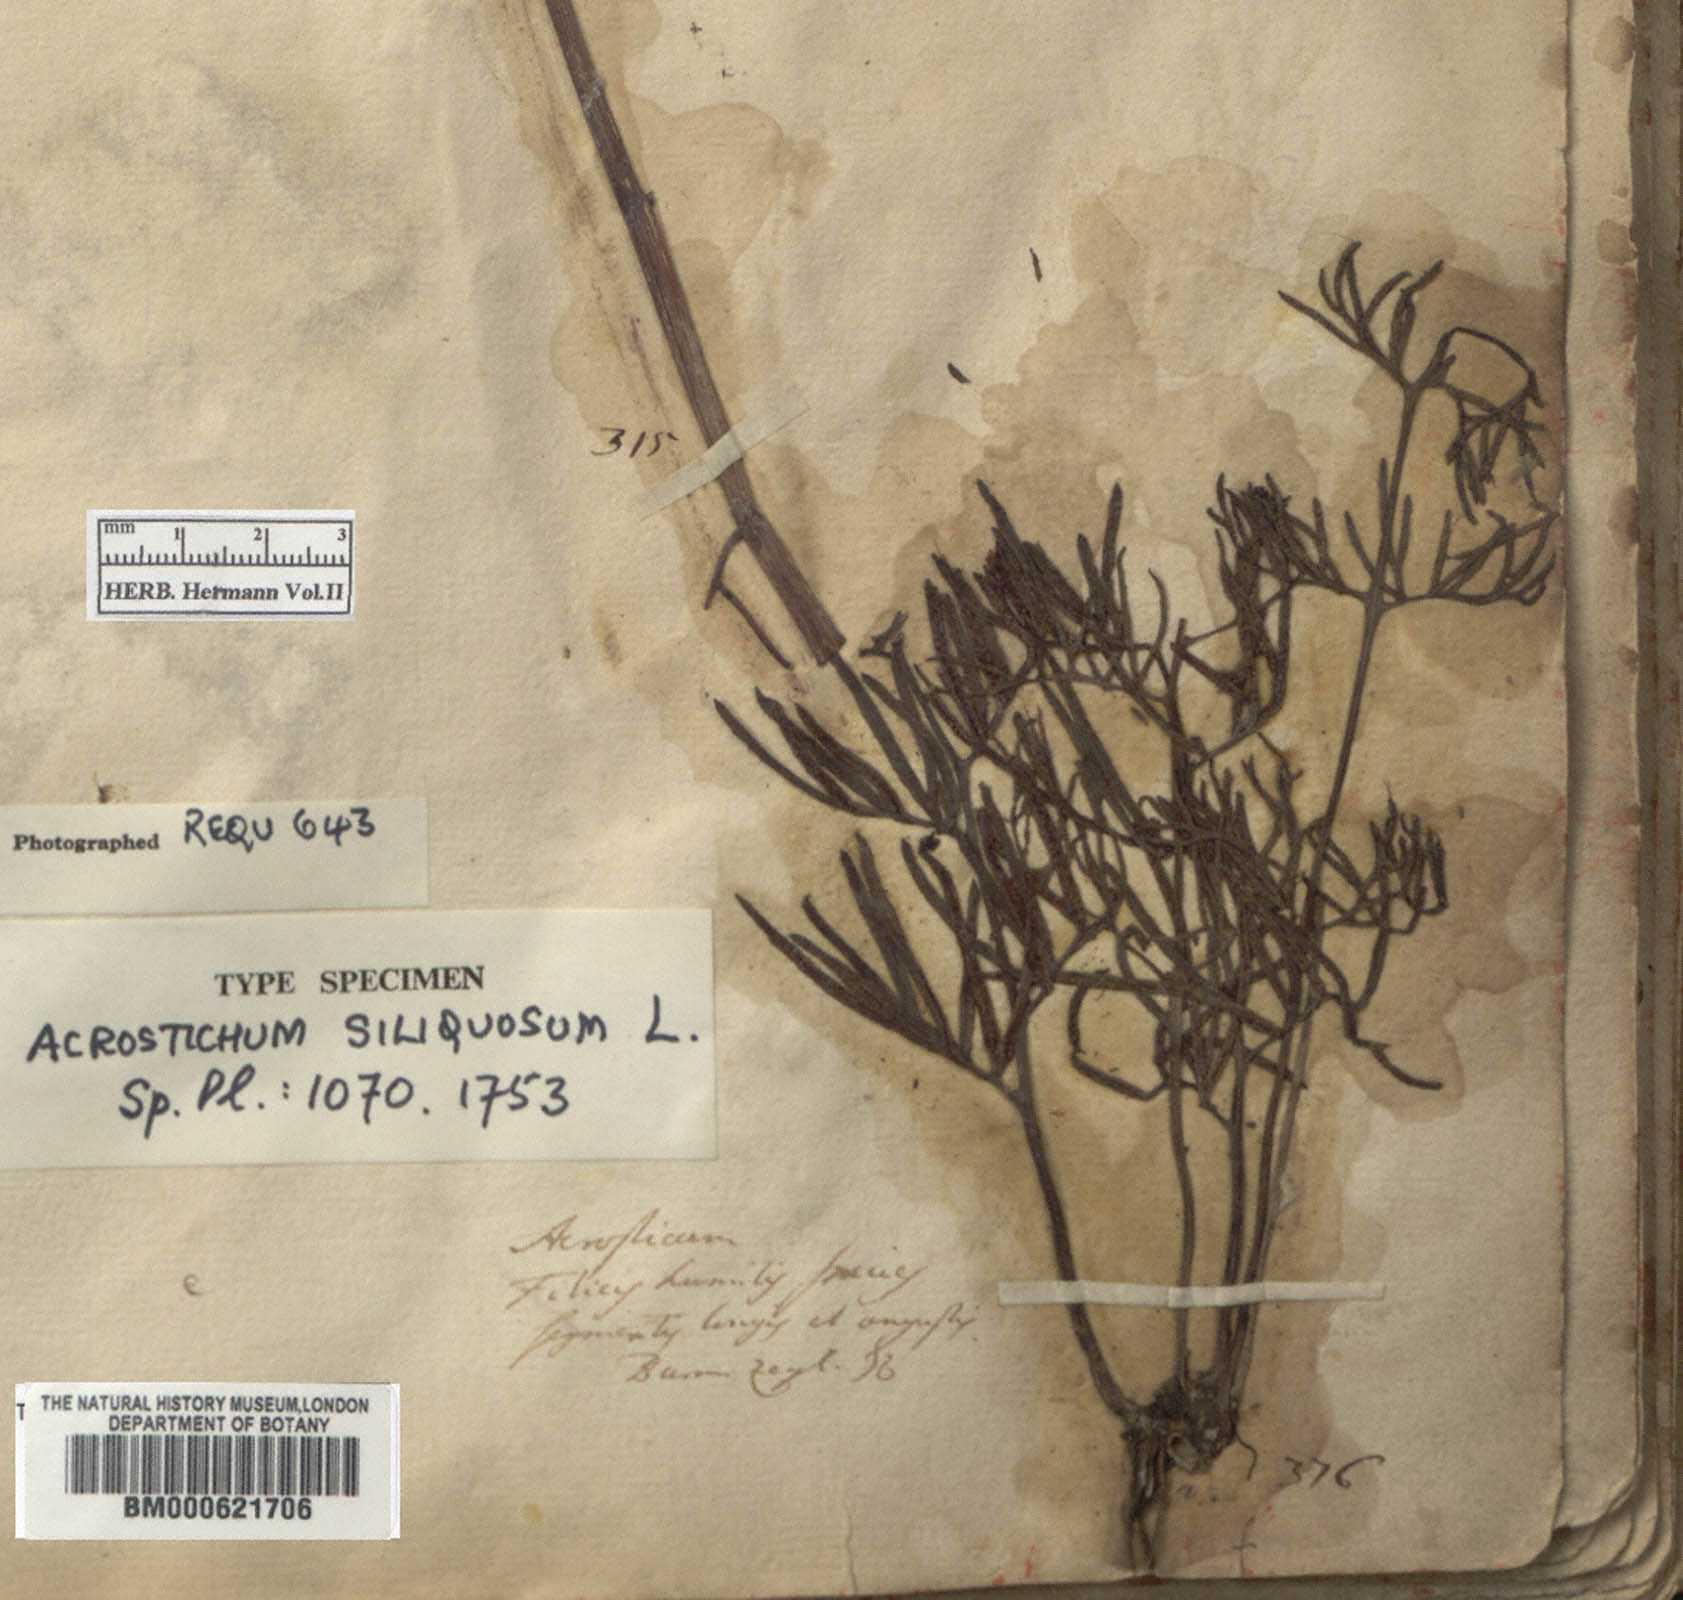 315
mm 1 2 3
HERB. Hermann Vol.II
Photographed REQU 643
TYPE SPECIMEN
ACROSTICHUM SILIQUOSUM L.
Sp. Pl.: 1070. 1753
Acrosticum
Filicis humilis species
segmentis longis et angustis.
Burm zeyl. 96
e
T
THE NATURAL HISTORY MUSEUM, LONDON
DEPARTMENT OF BOTANY
BM000621706
376